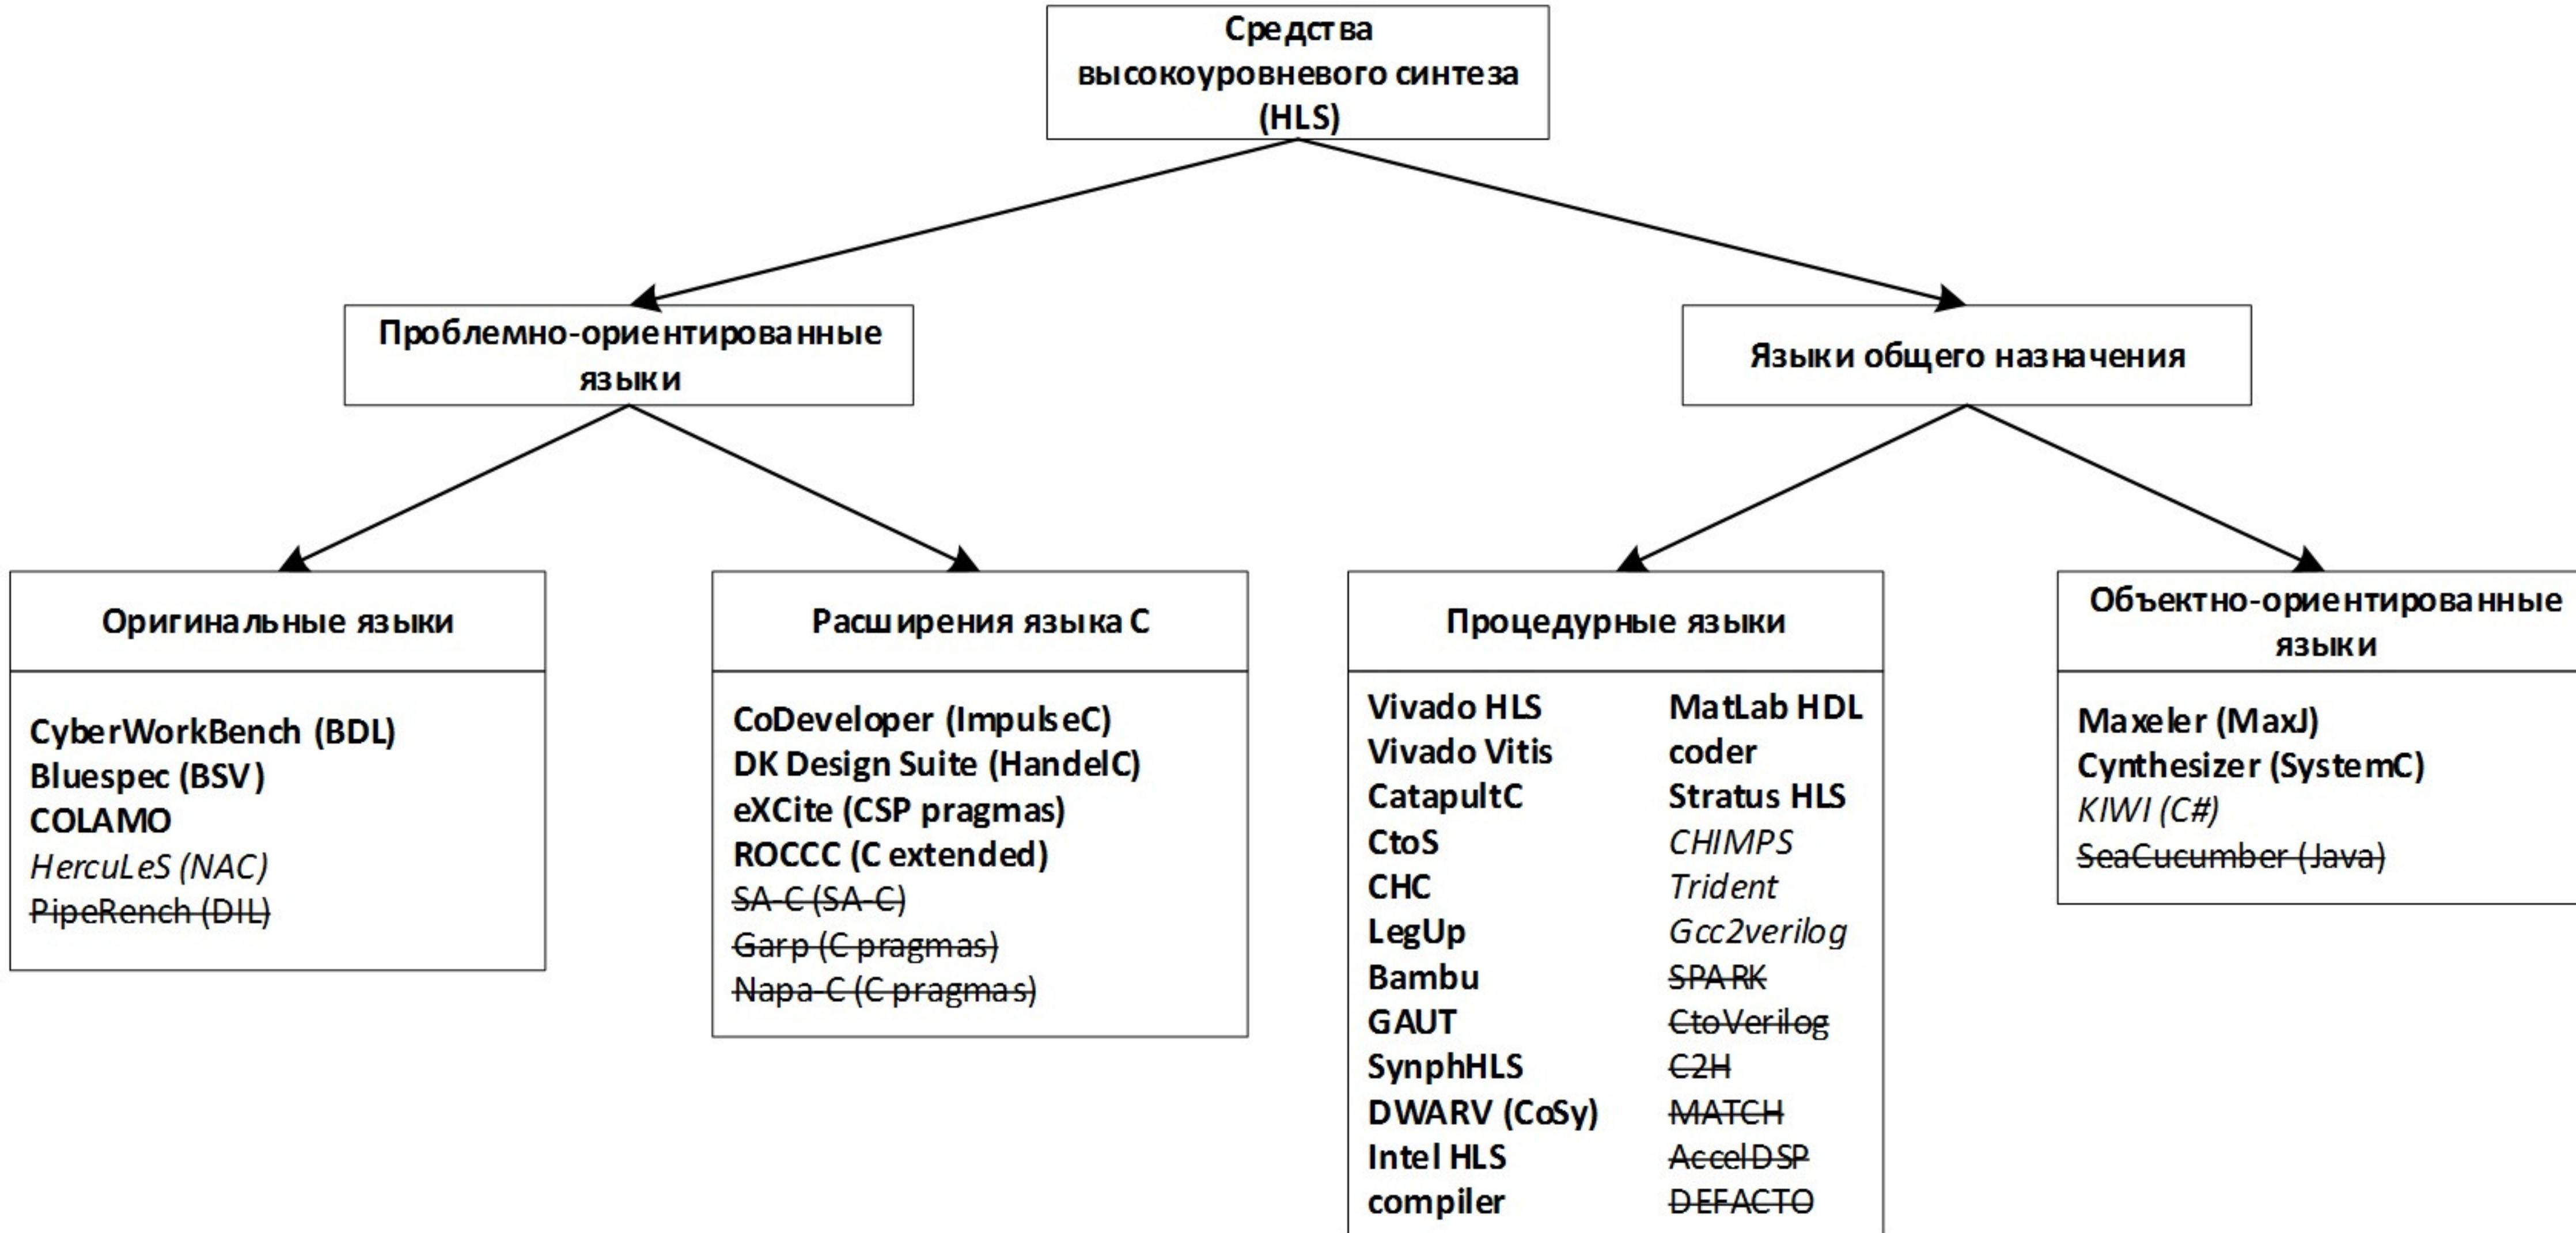 Средства
высокоуровневого синтеза
(HLS)
Проблемно-ориентированные
языки
Языки общего назначения
Оригинальные языки
CyberWorkBench (BDL)
Bluespec (BSV)
COLAMO
HercuLeS (NAC)
PipeRench (DIL)
Расширения языка С
CoDeveloper (ImpulseC)
DK Design Suite (HandelC)
eXCite (CSP pragmas)
ROCCC (C extended)
SA-C (SA-C)
Garp (C pragmas)
Napa-C (C pragmas)
Процедурные языки
Vivado HLS
Vivado Vitis
CatapultC
CtoS
CHC
LegUp
Bambu
GAUT
SynphHLS
DWARV (CoSy)
Intel HLS
compiler
MatLab HDL
coder
Stratus HLS
CHIMPS
Trident
Gcc2verilog
SPARK
CtoVerilog
C2H
MATCH
AccelDSP
DEFACTO
Объектно-ориентированные
языки
Maxeler (MaxJ)
Cynthesizer (SystemC)
KIWI (C#)
SeaCucumber (Java)